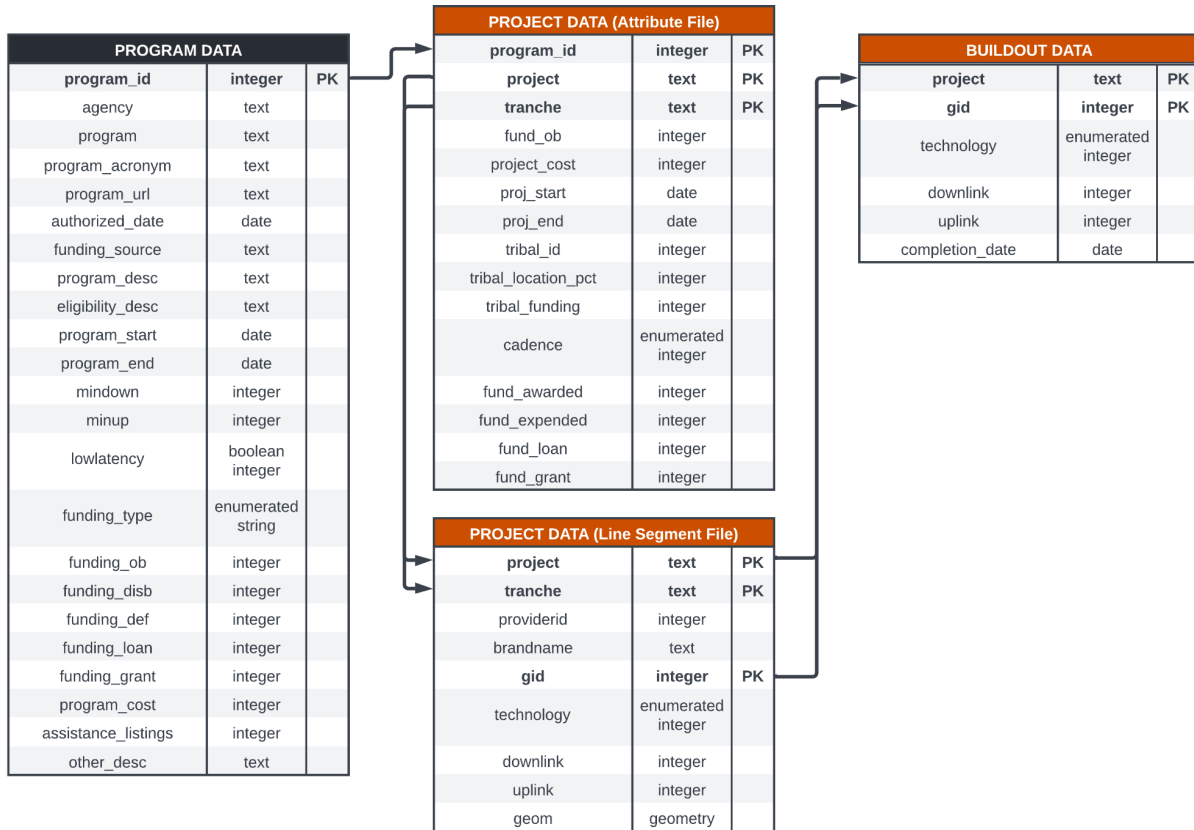 PROGRAM DATA
program_id integer PK
agency text
program text
program_acronym text
program_url text
authorized_date date
funding_source text
program_desc text
eligibility_desc text
program_start date
program_end date
mindown integer
minup integer
lowlatency boolean
integer
funding_type enumerated
string
funding_ob integer
funding_disb integer
funding_def integer
funding_loan integer
funding_grant integer
program_cost integer
assistance_listings integer
other_desc text
PROJECT DATA (Attribute File)
program_id integer PK
project text PK
tranche text PK
fund_ob integer
project_cost integer
proj_start date
proj_end date
tribal_id integer
tribal_location_pct integer
tribal_funding integer
cadence enumerated
integer
fund_awarded integer
fund_expended integer
fund_loan integer
fund_grant integer
PROJECT DATA (Line Segment File)
project text PK
tranche text PK
providerid integer
brandname text
gid integer PK
technology enumerated
integer
downlink integer
uplink integer
geom geometry
BUILDOUT DATA
project text PK
gid integer PK
technology enumerated
integer
downlink integer
uplink integer
completion_date date